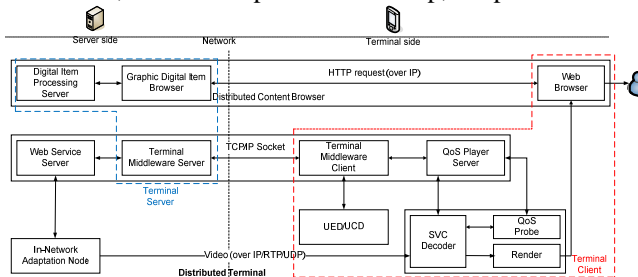 Server side
Network
Terminal side
Digital Item
Processing
Server
Graphic Digital Item
Browser
HTTP request(over IP)
Web
Browser
Distributed Content Browser
Web Service
Server
Terminal
Middleware Server
TCP/IP Socket
Terminal
Middleware
Client
QoS Player
Server
Terminal
Server
UED/UCD
SVC
Decoder
QoS
Probe
Render
In-Network
Adaptation Node
Video (over IP/RTP/UDP)
Distributed Terminal
Terminal
Client